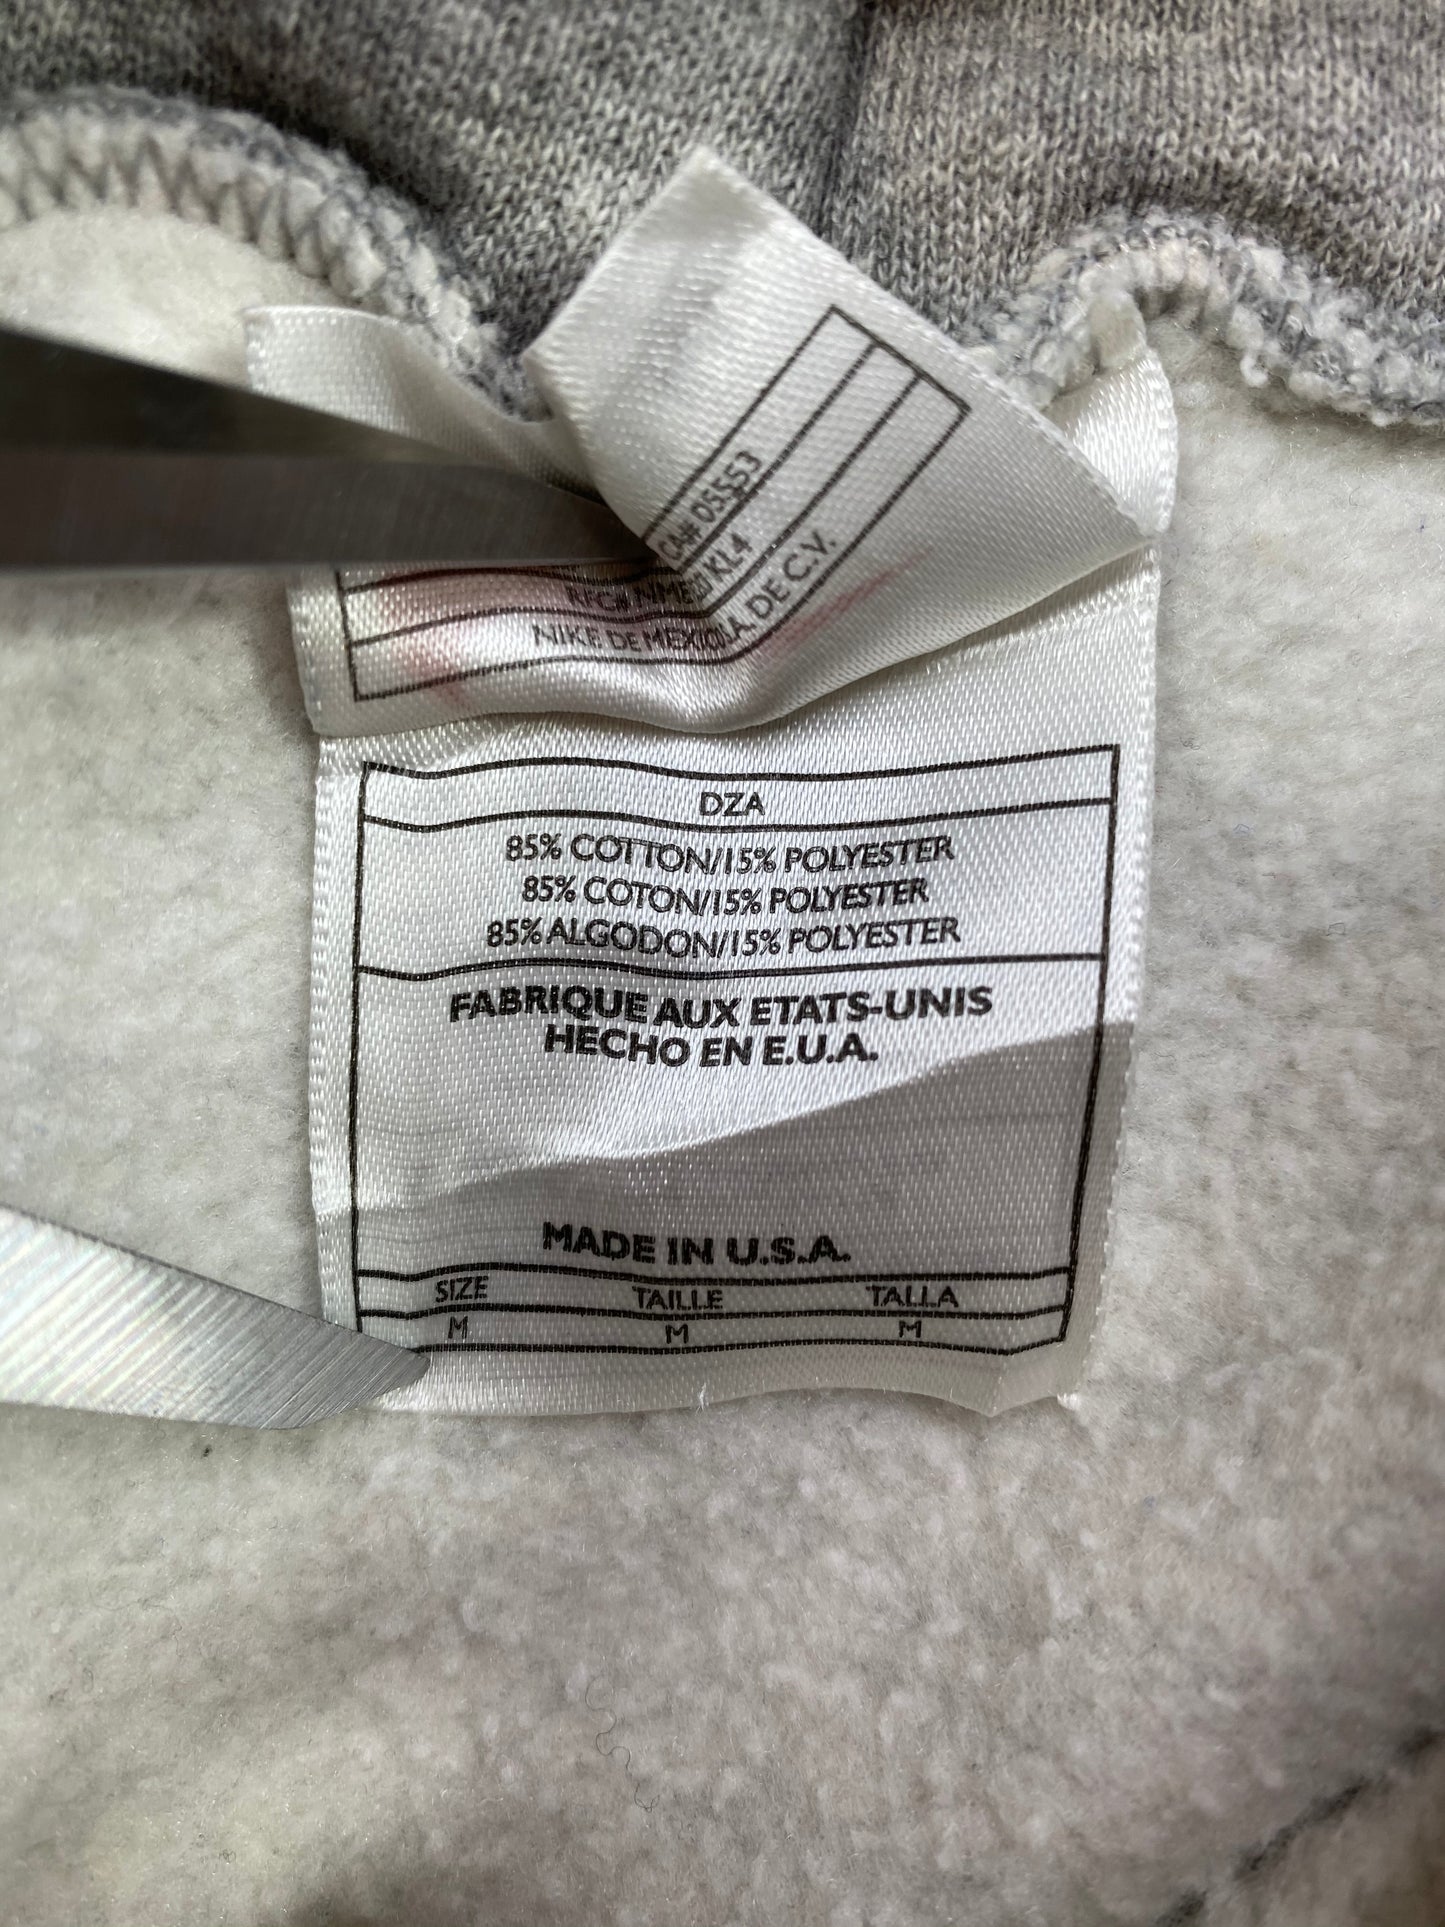 CA# 05553
RFC# NME KL4
NIKE DE MEXICO S.A. DE C.V.
DZA
85% COTTON/15% POLYESTER
85% COTON/15% POLYESTER
85% ALGODON/15% POLYESTER
FABRIQUE AUX ETATS-UNIS
HECHO EN E.U.A.
MADE IN U.S.A.
SIZE TAILLE TALLA
M M M